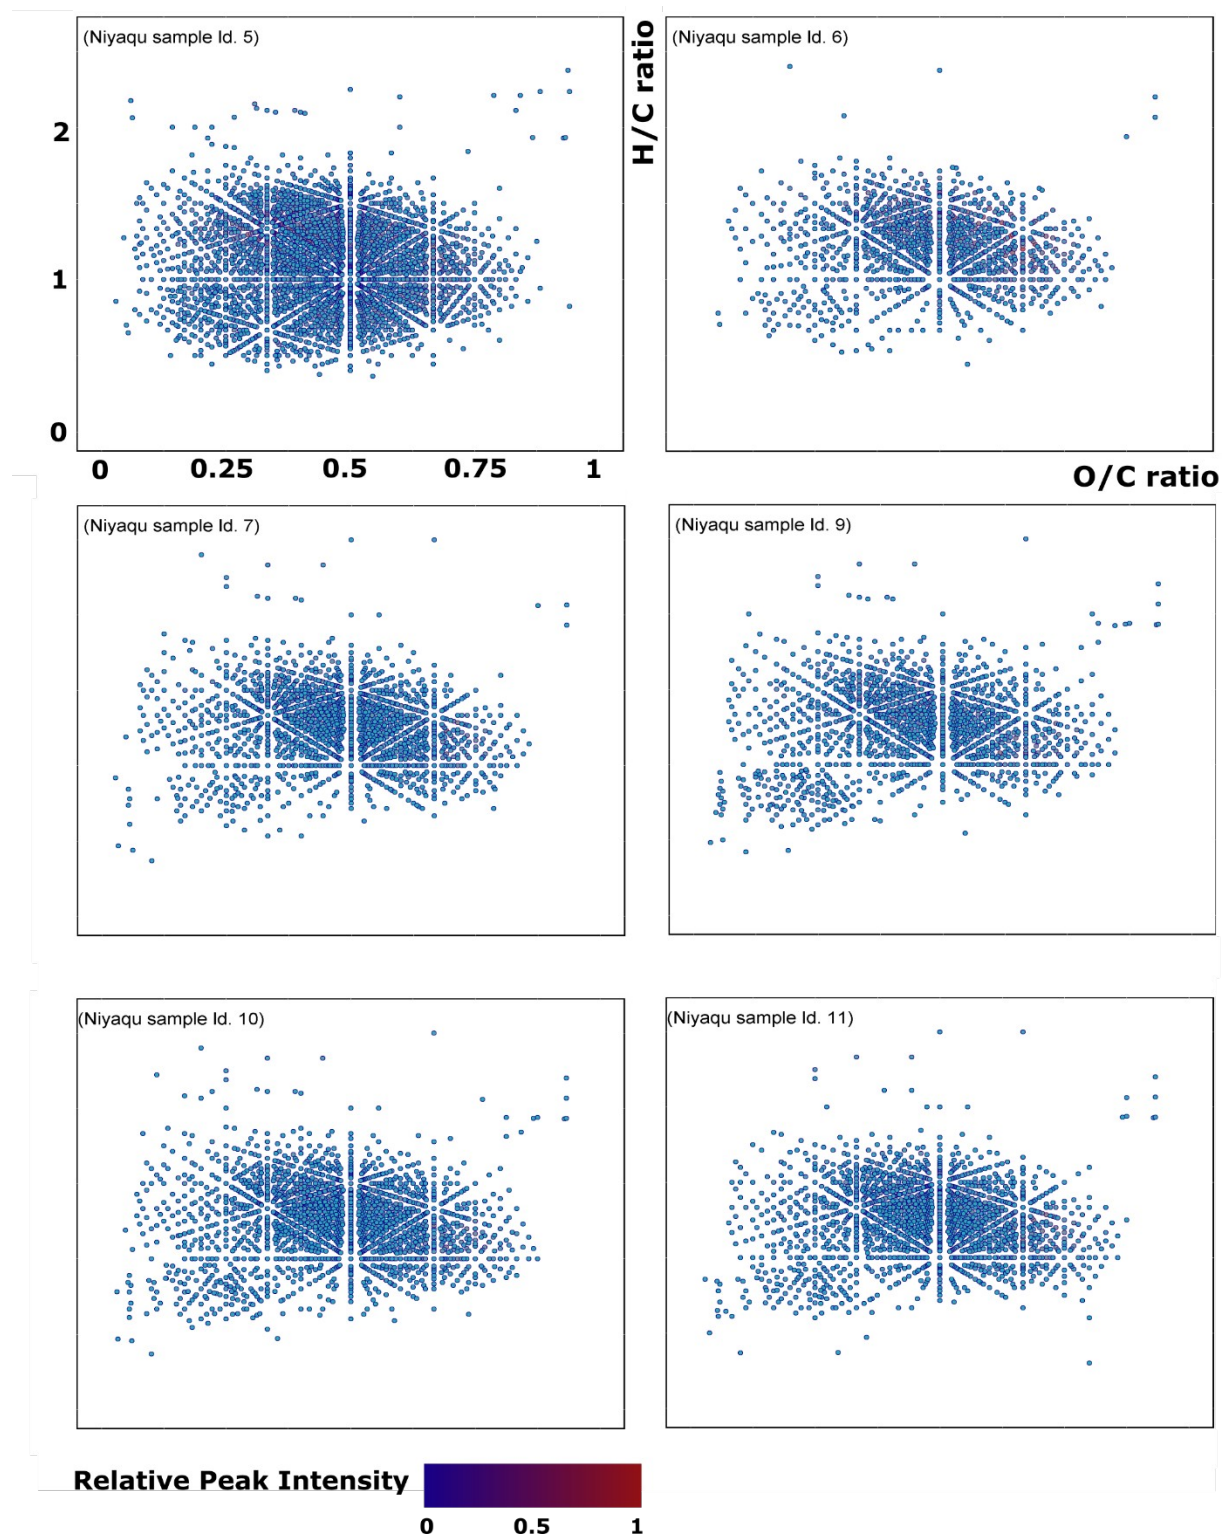 (Niyaqu sample Id. 5)
(Niyaqu sample Id. 6)
H/C ratio
2
1
0
0 0.25 0.5 0.75 1
O/C ratio
(Niyaqu sample Id. 7)
(Niyaqu sample Id. 9)
(Niyaqu sample Id. 10)
(Niyaqu sample Id. 11)
Relative Peak Intensity
0 0.5 1